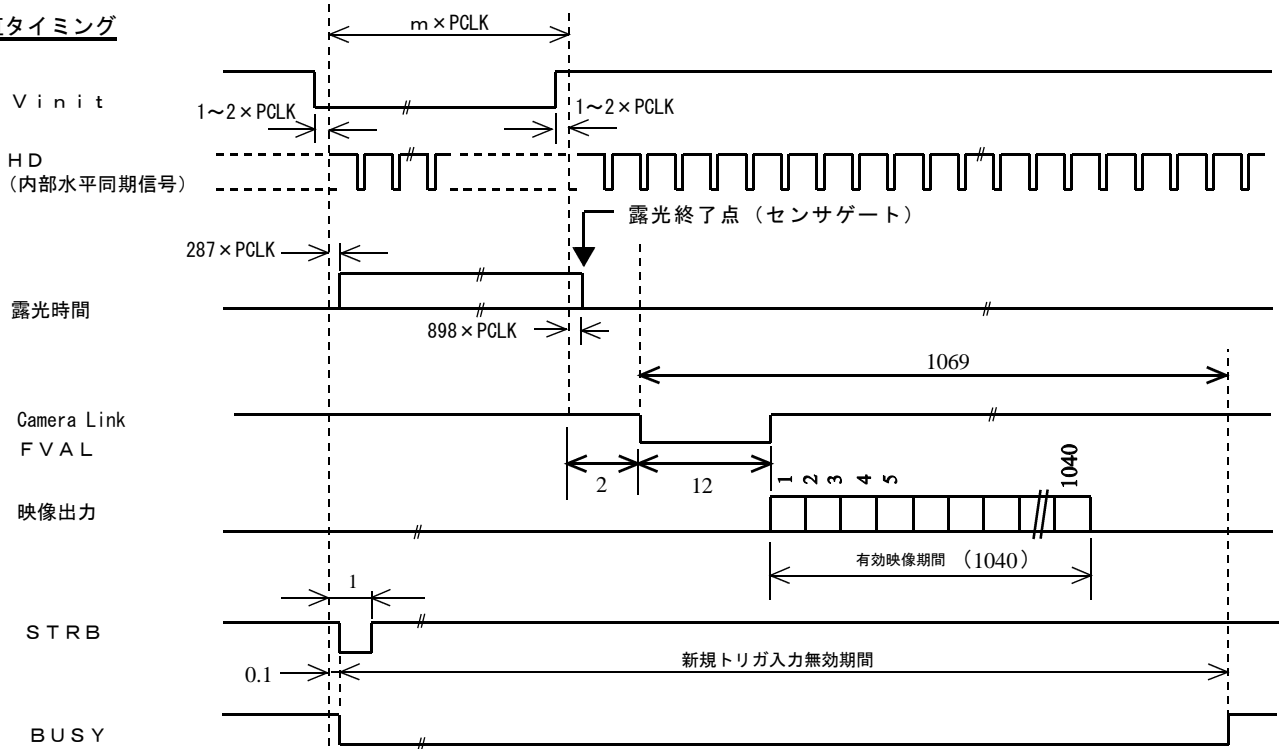 タイミング
m×PCLK
Vinit
1~2×PCLK
1~2×PCLK
HD
(内部水平同期信号)
露光終了点(センサゲート)
287×PCLK
露光時間
898×PCLK
1069
Camera Link
FVAL
2
12
1
2
3
4
5
1040
映像出力
有効映像期間 (1040)
1
STRB
新規トリガ入力無効期間
0.1
BUSY